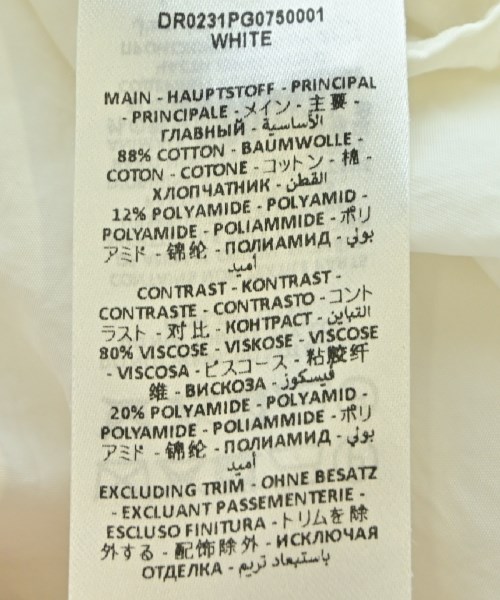 DR0231PG0750001
WHITE
MAIN - HAUPTSTOFF - PRINCIPAL
- PRINCIPALE - メイン - 主要 -
ГЛАВНЫЙ - الأساسية
88% COTTON - BAUMWOLLE -
COTON - COTONE - コットン - 棉 -
ХЛОПЧАТНИК - القطن
12% POLYAMIDE - POLYAMID -
POLYAMIDE - POLIAMMIDE - ポリ
アミド - 锦纶 - ПОЛИАМИД - بولي
أميد
CONTRAST - KONTRAST -
CONTRASTE - CONTRASTO - コント
ラスト - 对比 - КОНТРАСТ - التباين
80% VISCOSE - VISKOSE - VISCOSE
- VISCOSA - ビスコース - 粘胶纤
维 - ВИСКОЗА - فيسكوز
20% POLYAMIDE - POLYAMID -
POLYAMIDE - POLIAMMIDE - ポリ
アミド - 锦纶 - ПОЛИАМИД - بولي
أميد
EXCLUDING TRIM - OHNE BESATZ
- EXCLUANT PASSEMENTERIE -
ESCLUSO FINITURA - トリムを除
外する - 配饰除外 - ИСКЛЮЧАЯ
ОТДЕЛКА - باستبعاد تريم